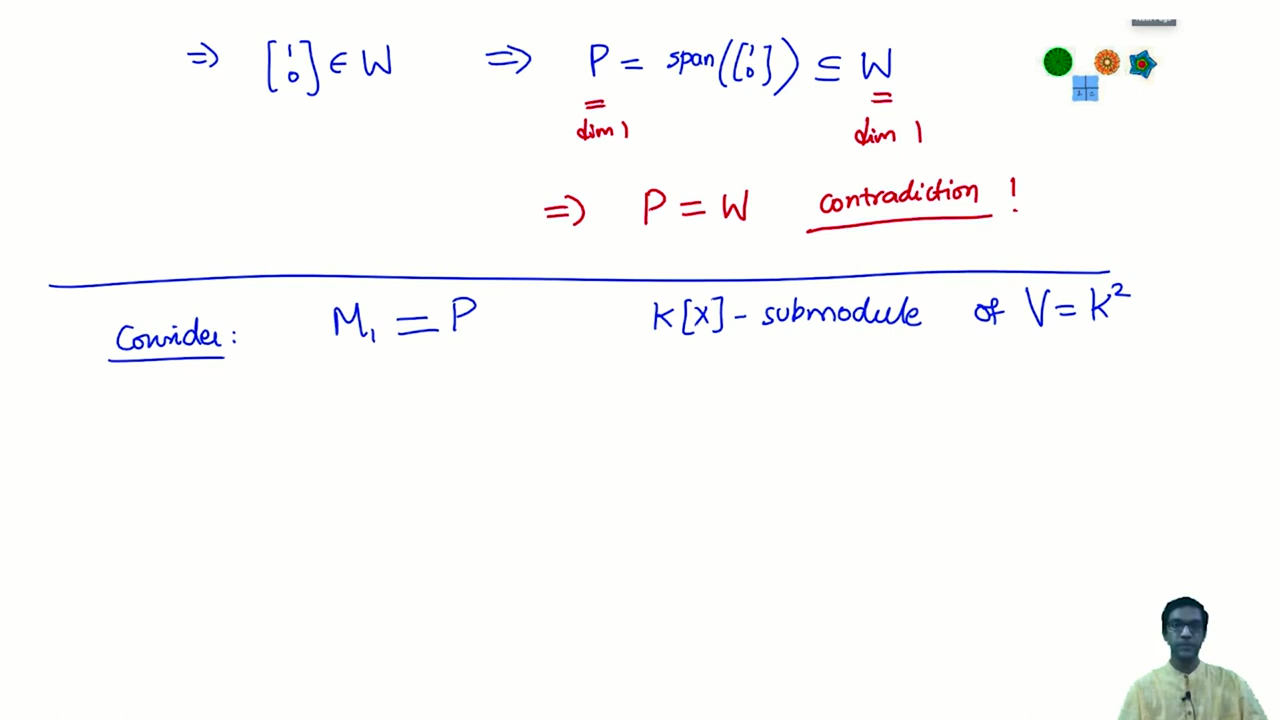 ⇒ [1 0] ∈ W ⇒ P = span([1 0]) ⊆ W
dim 1 dim 1
⇒ P = W contradiction !
Consider: M₁ = P K[X] - submodule of V = K²